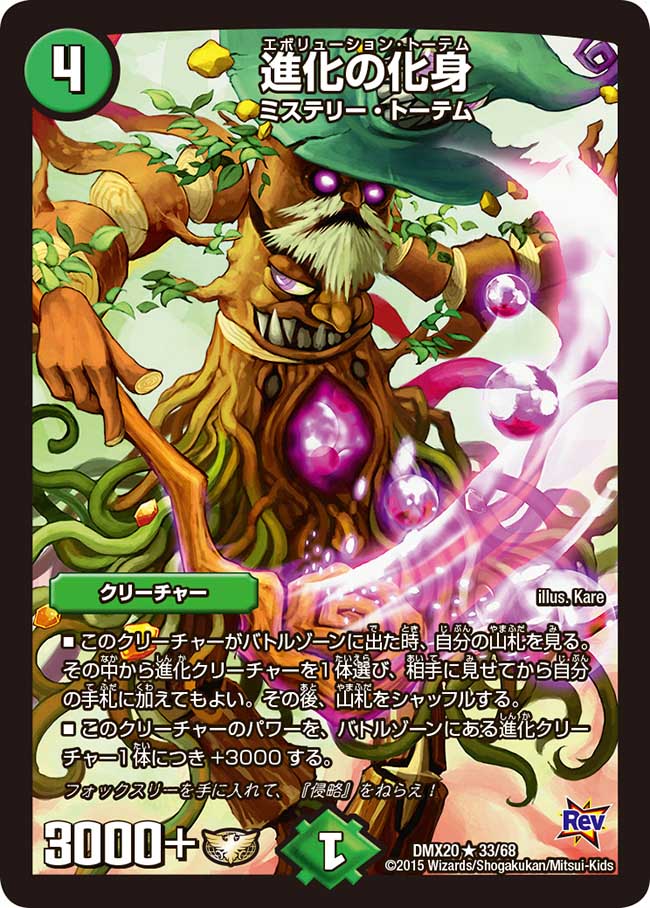 4
エボリューション・トーテム
進化の化身
ミステリー・トーテム
クリーチャー
illus. Kare
■ このクリーチャーがバトルゾーンに出た時、自分の山札を見る。
その中から進化クリーチャーを1体選び、相手に見せてから自分
の手札に加えてもよい。その後、山札をシャッフルする。
■ このクリーチャーのパワーを、バトルゾーンにある進化クリー
チャー1体につき +3000 する。
フォックスリーを手に入れて、『侵略』をねらえ!
3000+
1
Rev
DMX20★33/68
©2015 Wizards/Shogakukan/Mitsui-Kids